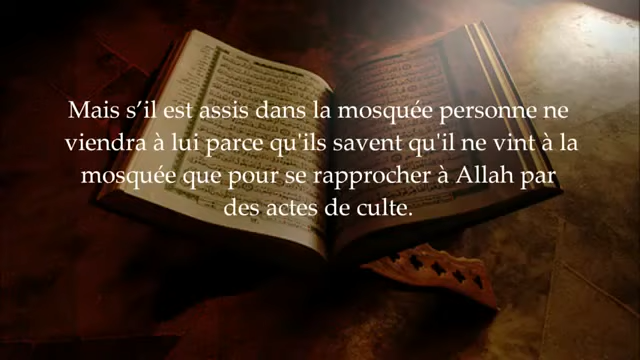 Mais s’il est assis dans la mosquée personne ne
viendra à lui parce qu'ils savent qu'il ne vint à la
mosquée que pour se rapprocher à Allah par
des actes de culte.